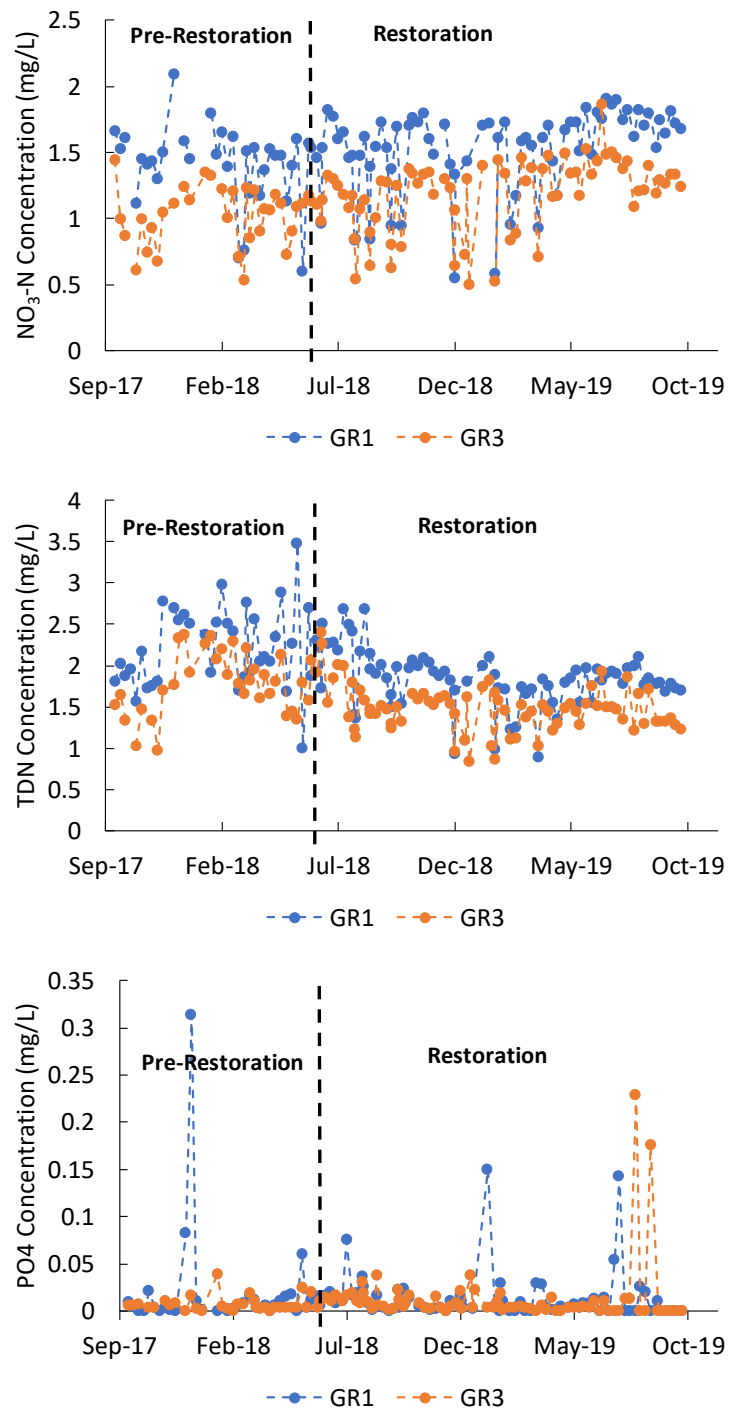 2.5
Pre-Restoration Restoration
2
1.5
1
0.5
0
NO3-N Concentration (mg/L)
Sep-17 Feb-18 Jul-18 Dec-18 May-19 Oct-19
GR1 GR3
4
Pre-Restoration Restoration
3.5
3
2.5
2
1.5
1
0.5
0
TDN Concentration (mg/L)
Sep-17 Feb-18 Jul-18 Dec-18 May-19 Oct-19
GR1 GR3
0.35
0.3
Pre-Restoration Restoration
0.25
0.2
0.15
0.1
0.05
0
PO4 Concentration (mg/L)
Sep-17 Feb-18 Jul-18 Dec-18 May-19 Oct-19
GR1 GR3